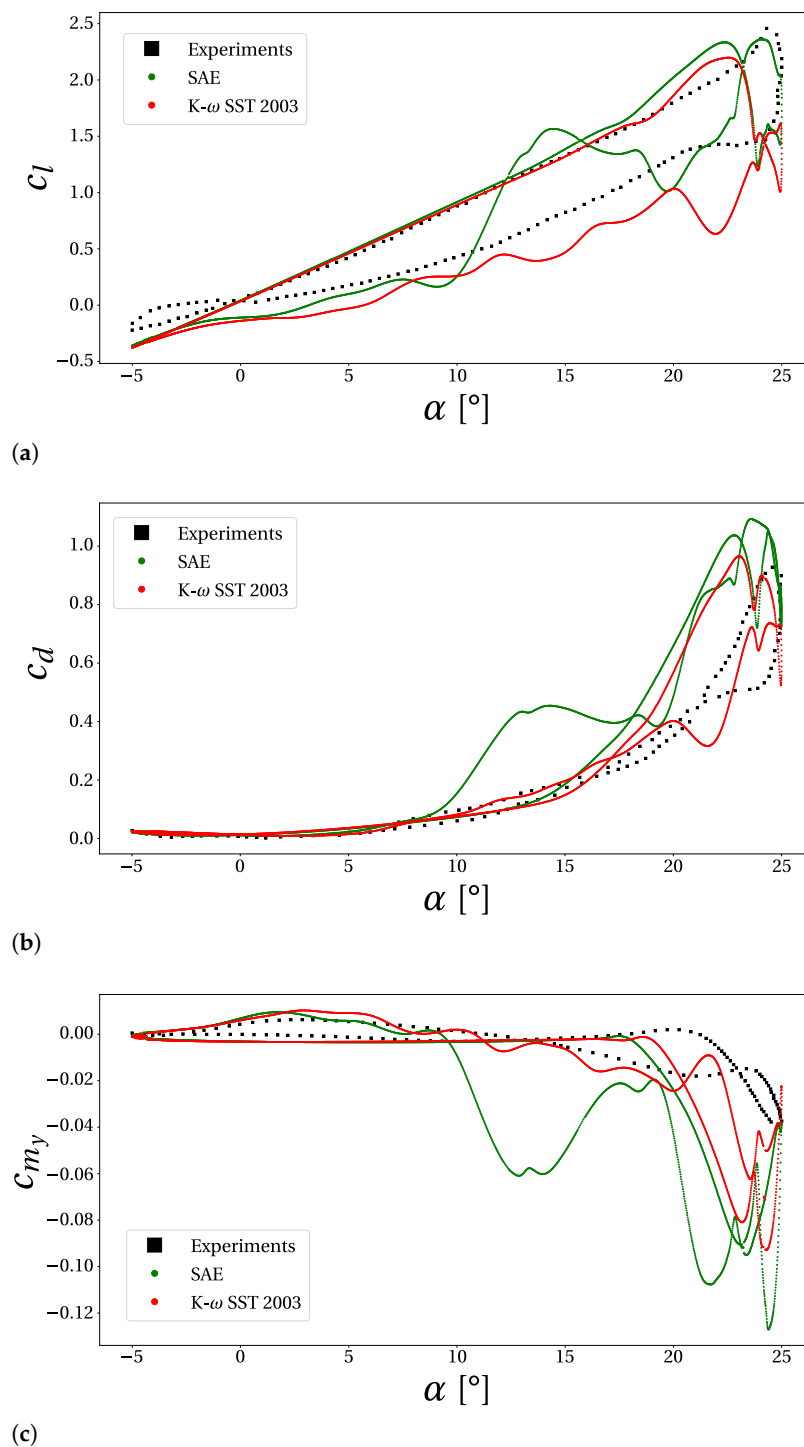 2.5
2.0
1.5
1.0
0.5
0.0
−0.5
c_l
Experiments
SAE
K-ω SST 2003
−5 0 5 10 15 20 25
α [°]
(a)
1.0
0.8
0.6
0.4
0.2
0.0
c_d
Experiments
SAE
K-ω SST 2003
−5 0 5 10 15 20 25
α [°]
(b)
0.00
−0.02
−0.04
−0.06
−0.08
−0.10
−0.12
c_{m_y}
Experiments
SAE
K-ω SST 2003
−5 0 5 10 15 20 25
α [°]
(c)